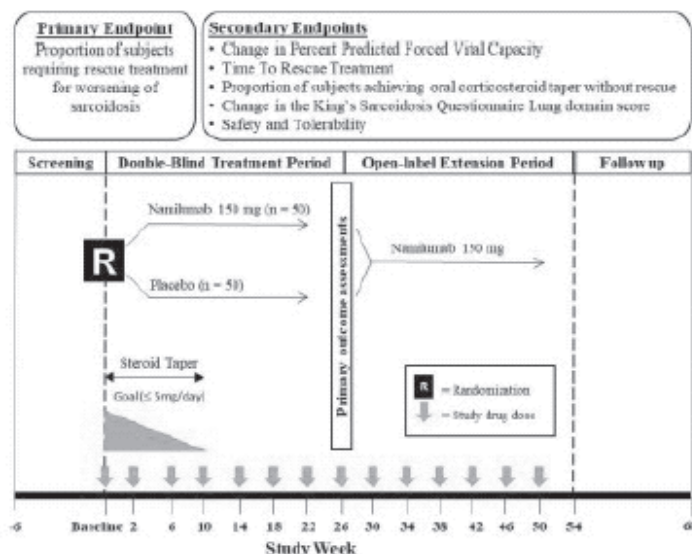 Primary Endpoint
Proportion of subjects
requiring rescue treatment
for worsening of
sarcoidosis
Secondary Endpoints
• Change in Percent Predicted Forced Vital Capacity
• Time To Rescue Treatment
• Proportion of subjects achieving oral corticosteroid taper without rescue
• Change in the King's Sarcoidosis Questionnaire Lung domain score
• Safety and Tolerability
Screening
Double-Blind Treatment Period
Open-label Extension Period
Follow up
Namilumab 150 mg (n = 50)
R
Placebo (n = 50)
Primary outcome assessments
Namilumab 150 mg
Steroid Taper
Goal (≤ 5mg/day)
R = Randomization
= Study drug dose
-6 Baseline 2 6 10 14 18 22 26 30 34 38 42 46 50 54
Study Week